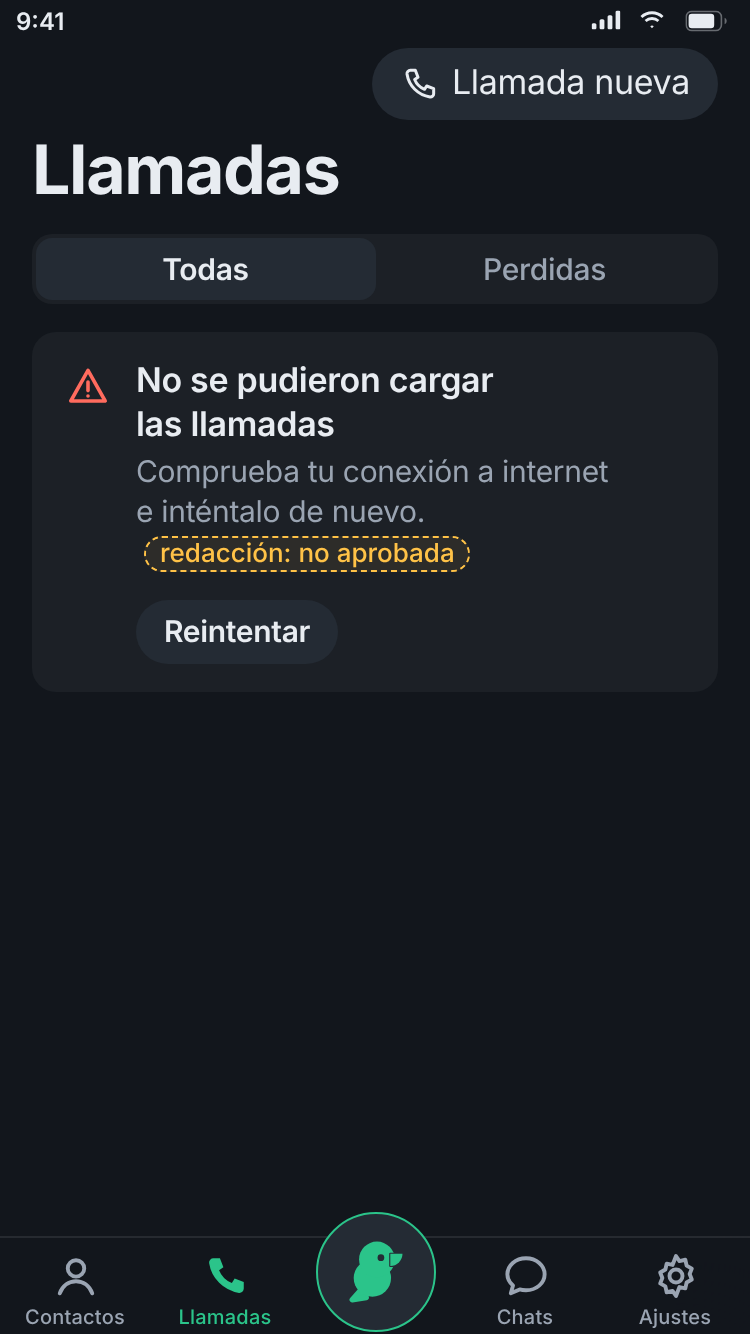 9:41
Llamada nueva
Llamadas
Todas
Perdidas
No se pudieron cargar
las llamadas
Comprueba tu conexión a internet
e inténtalo de nuevo.
redacción: no aprobada
Reintentar
Contactos
Llamadas
Chats
Ajustes